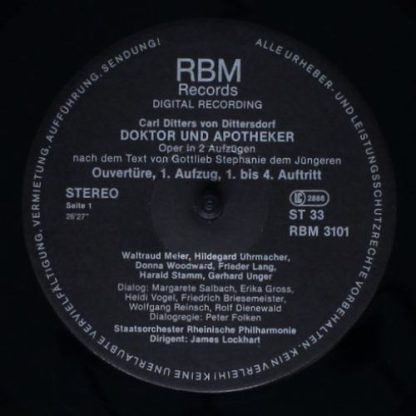 ALLE URHEBER- UND LEISTUNGSSCHUTZRECHTE VORBEHALTEN. KEIN VERLEIH! KEINE UNERLAUBTE VERVIELFÄLTIGUNG, VERMIETUNG, AUFFÜHRUNG, SENDUNG!
RBM
Records
DIGITAL RECORDING
Carl Ditters von Dittersdorf
DOKTOR UND APOTHEKER
Oper in 2 Aufzügen
nach dem Text von Gottlieb Stephanie dem Jüngeren
Ouvertüre, 1. Aufzug, 1. bis 4. Auftritt
STEREO
Seite 1
LC 2886
ST 33
RBM 3101
Waltraud Meier, Hildegard Uhrmacher,
Donna Woodward, Frieder Lang,
Harald Stamm, Gerhard Unger
Dialog: Margarete Salbach, Erika Gross,
Heidi Vogel, Friedrich Briesemeister,
Wolfgang Reinsch, Rolf Dienewald
Dialogregie: Peter Folken
Staatsorchester Rheinische Philharmonie
Dirigent: James Lockhart